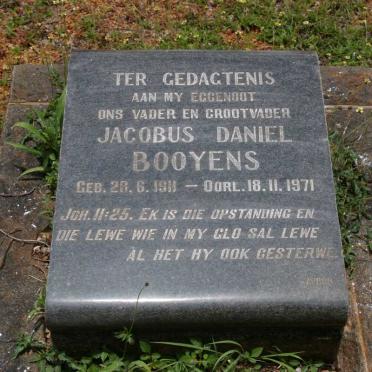 TER GEDAGTENIS
AAN MY EGGENOOT
ONS VADER EN GROOTVADER
JACOBUS DANIEL
BOOYENS
GEB. 28. 6. 1911 – OORL. 18. 11. 1971
JOH. 11:25. EK IS DIE OPSTANDING EN
DIE LEWE WIE IN MY GLO SAL LEWE
AL HET HY OOK GESTERWE.